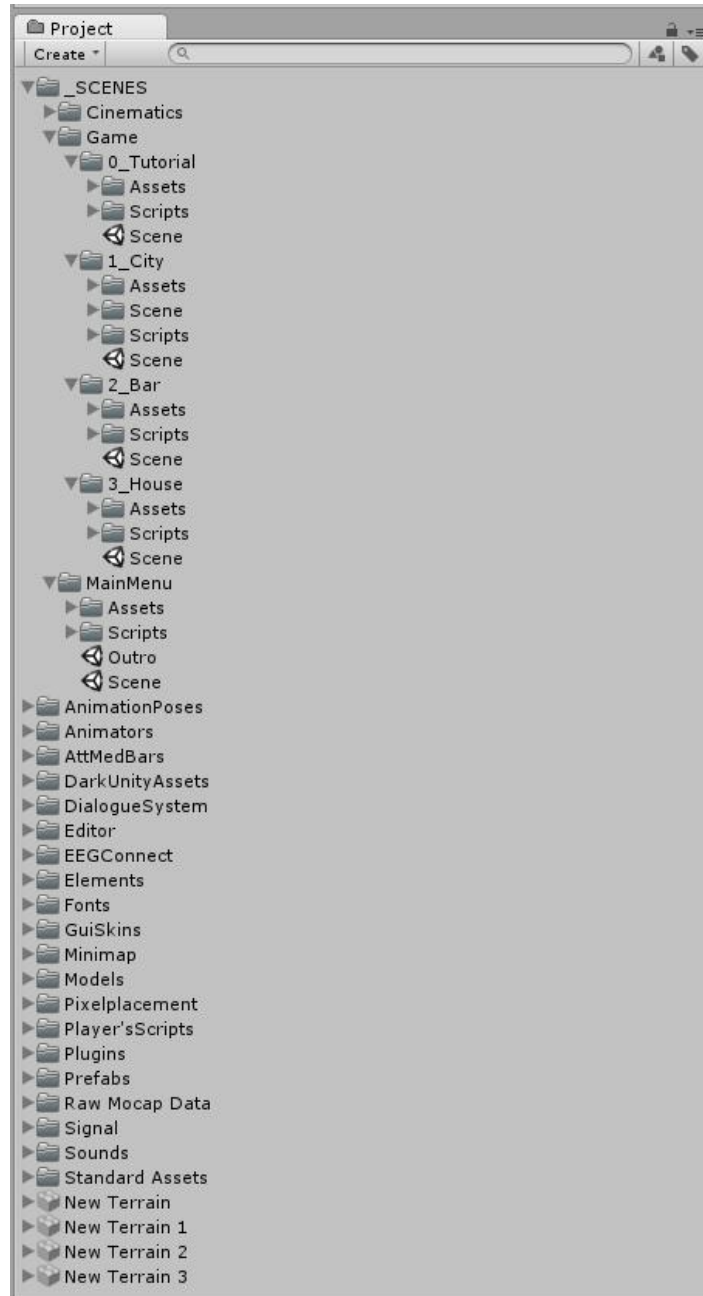 Project
Create
_SCENES
Cinematics
Game
0_Tutorial
Assets
Scripts
Scene
1_City
Assets
Scene
Scripts
Scene
2_Bar
Assets
Scripts
Scene
3_House
Assets
Scripts
Scene
MainMenu
Assets
Scripts
Outro
Scene
AnimationPoses
Animators
AttMedBars
DarkUnityAssets
DialogueSystem
Editor
EEGConnect
Elements
Fonts
GuiSkins
Minimap
Models
Pixelplacement
Player'sScripts
Plugins
Prefabs
Raw Mocap Data
Signal
Sounds
Standard Assets
New Terrain
New Terrain 1
New Terrain 2
New Terrain 3